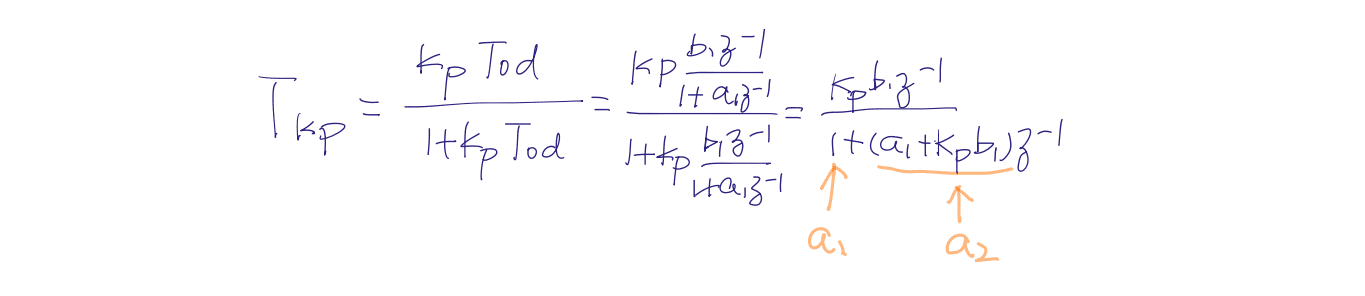 T_{kp} = \frac{k_p T_{od}}{1+k_p T_{od}} = \frac{k_p \frac{b_1 z^{-1}}{1+a_1 z^{-1}}}{1+k_p \frac{b_1 z^{-1}}{1+a_1 z^{-1}}} = \frac{k_p b_1 z^{-1}}{1+(a_1+k_p b_1) z^{-1}}
↑ ↑
a_1 a_2